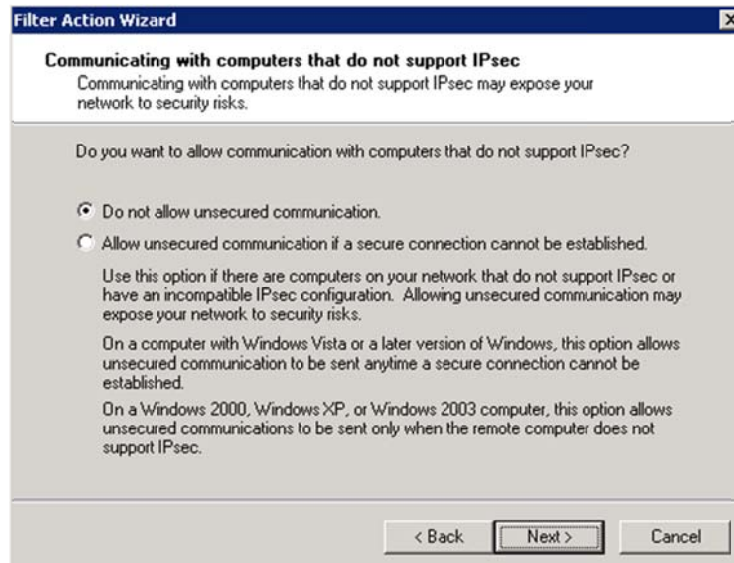 Filter Action Wizard
Communicating with computers that do not support IPsec
Communicating with computers that do not support IPsec may expose your
network to security risks.
Do you want to allow communication with computers that do not support IPsec?
Do not allow unsecured communication.
Allow unsecured communication if a secure connection cannot be established.
Use this option if there are computers on your network that do not support IPsec or
have an incompatible IPsec configuration. Allowing unsecured communication may
expose your network to security risks.
On a computer with Windows Vista or a later version of Windows, this option allows
unsecured communication to be sent anytime a secure connection cannot be
established.
On a Windows 2000, Windows XP, or Windows 2003 computer, this option allows
unsecured communications to be sent only when the remote computer does not
support IPsec.
< Back Next > Cancel